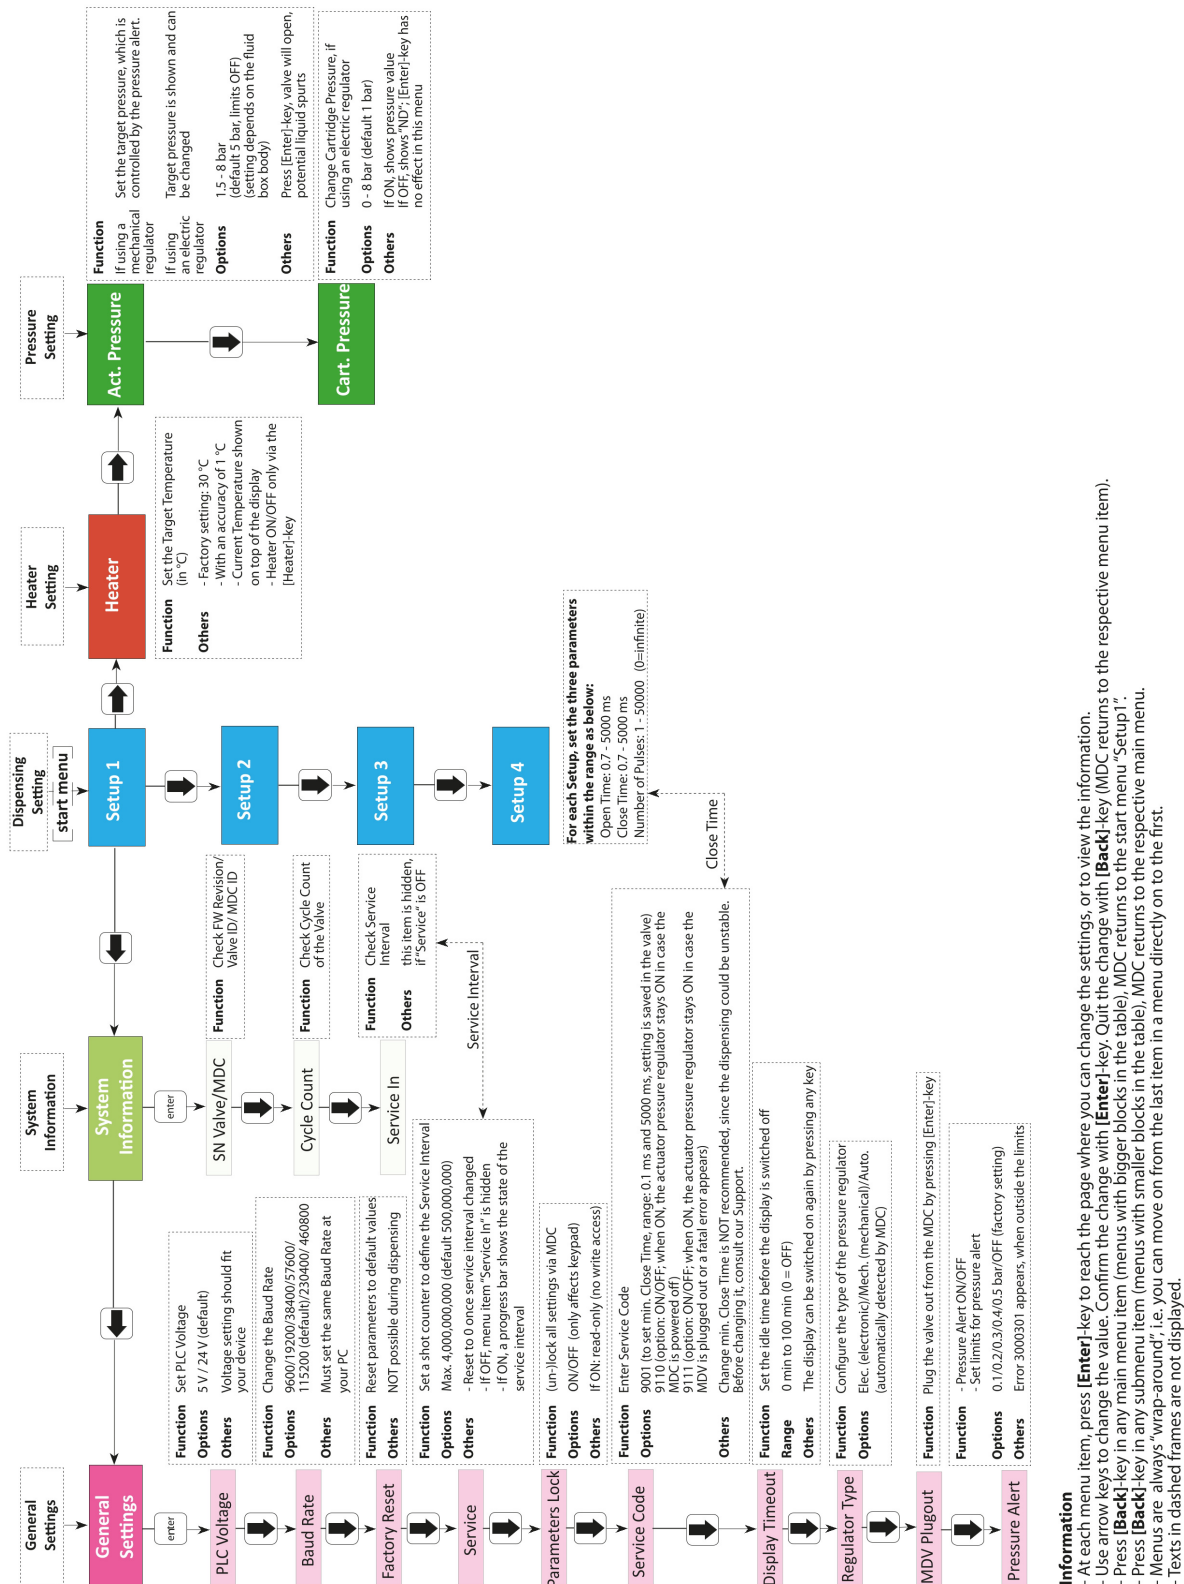 General
Settings
General
Settings
enter
PLC Voltage
Function Set PLC Voltage
Options 5 V / 24 V (default)
Others Voltage setting should fit
your device
Baud Rate
Function Change the Baud Rate
Options 9600/19200/38400/57600/
115200 (default)/230400/ 460800
Others Must set the same Baud Rate at
your PC
Factory Reset
Function Reset parameters to default values
Others NOT possible during dispensing
Service
Function Set a shot counter to define the Service Interval
Options Max. 4,000,000,000 (default 500,000,000)
Others - Reset to 0 once service interval changed
- If OFF, menu item "Service In" is hidden
- If ON, a progress bar shows the state of the
service interval
Parameters Lock
Function (un-)lock all settings via MDC
Options ON/OFF (only affects keypad)
Others If ON: read-only (no write access)
Service Code
Function Enter Service Code
Options 9001 (to set min. Close Time, range: 0.1 ms and 5000 ms, setting is saved in the valve)
9110 (option: ON/OFF; when ON, the actuator pressure regulator stays ON in case the
MDC is powered off)
9111 (option: ON/OFF; when ON, the actuator pressure regulator stays ON in case the
MDV is plugged out or a fatal error appears)
Others Change min. Close Time is NOT recommended, since the dispensing could be unstable.
Before changing it, consult our Support.
Display Timeout
Function Set the idle time before the display is switched off
Range 0 min to 100 min (0 = OFF)
Others The display can be switched on again by pressing any key
Regulator Type
Function Configure the type of the pressure regulator
Options Elec. (electronic)/Mech. (mechanical)/Auto.
(automatically detected by MDC)
MDV Plugout
Function Plug the valve out from the MDC by pressing [Enter]-key
Pressure Alert
Function - Pressure Alert ON/OFF
- Set limits for pressure alert
Options 0.1/0.2/0.3/0.4/0.5 bar/OFF (factory setting)
Others Error 3000301 appears, when outside the limits
System
Information
System
Information
enter
SN Valve/MDC
Function Check FW Revision/
Valve ID/ MDC ID
Cycle Count
Function Check Cycle Count
of the Valve
Service In
Function Check Service
Interval
Others this item is hidden,
if "Service" is OFF
Service Interval
Dispensing
Setting
start menu
Setup 1
Setup 2
Setup 3
Setup 4
For each Setup, set the three parameters
within the range as below:
Open Time: 0.7 - 5000 ms
Close Time: 0.7 - 5000 ms
Number of Pulses: 1 - 50000 (0=infinite)
Close Time
Heater
Setting
Heater
Function Set the Target Temperature
(in °C)
Others - Factory setting: 30 °C
- With an accuracy of 1 °C
- Current Temperature shown
on top of the display
- Heater ON/OFF only via the
[Heater]-key
Pressure
Setting
Act. Pressure
Function
If using a mechanical regulator Set the target pressure, which is
controlled by the pressure alert.
If using an electric regulator Target pressure is shown and can
be changed
Options 1.5 - 8 bar
(default 5 bar, limits OFF)
(setting depends on the fluid
box body)
Others Press [Enter]-key, valve will open,
potential liquid spurts
Cart. Pressure
Function Change Cartridge Pressure, if
using an electric regulator
Options 0 - 8 bar (default 1 bar)
Others If ON, shows pressure value
If OFF, shows "ND"; [Enter]-key has
no effect in this menu
Information
- At each menu item, press [Enter]-key to reach the page where you can change the settings, or to view the information.
- Use arrow keys to change the value. Confirm the change with [Enter]-key. Quit the change with [Back]-key (MDC returns to the respective menu item).
- Press [Back]-key in any main menu item (menus with bigger blocks in the table), MDC returns to the start menu "Setup1".
- Press [Back]-key in any submenu item (menus with smaller blocks in the table), MDC returns to the respective main menu.
- Menus are always "wrap-around", i.e. you can move on from the last item in a menu directly on to the first.
- Texts in dashed frames are not displayed.